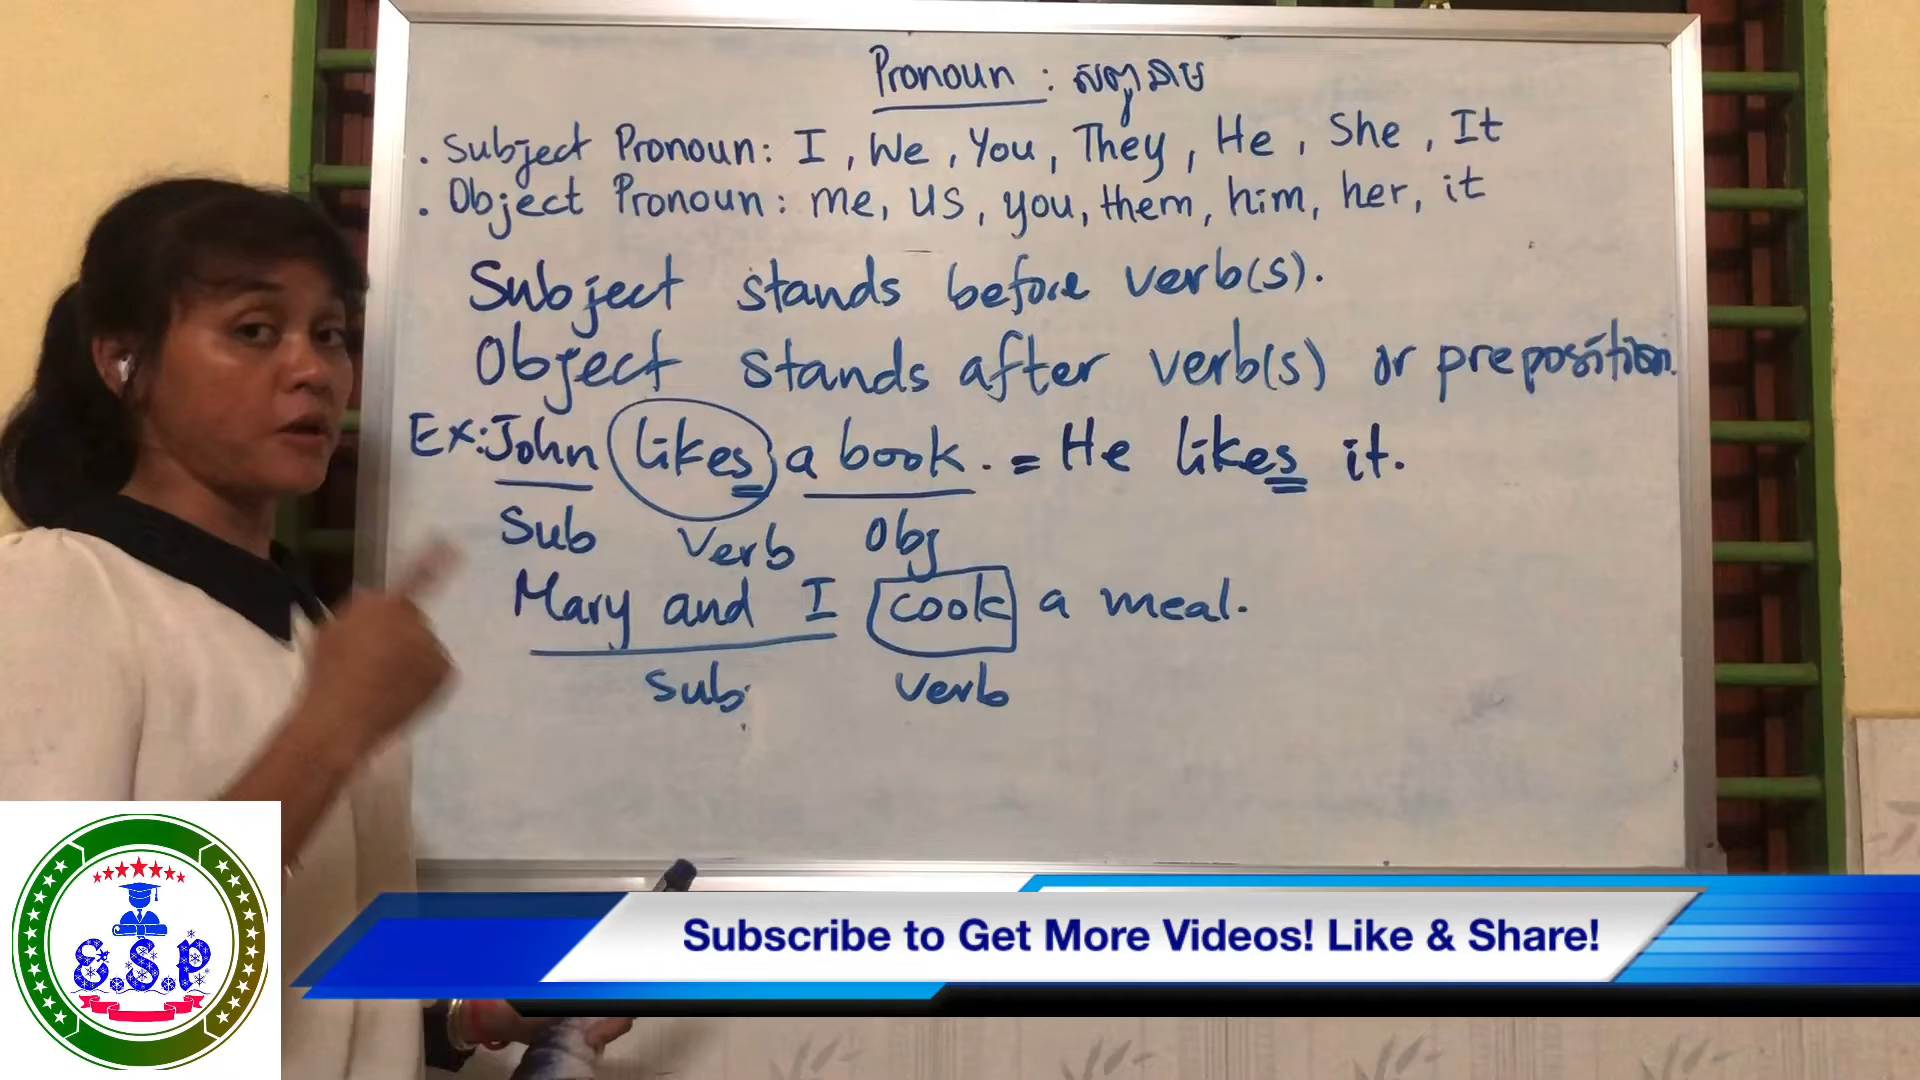 Pronoun : សព្វនាម
. Subject Pronoun: I, We, You, They, He, She, It
. Object Pronoun: me, us, you, them, him, her, it
Subject stands before verb(s).
Object stands after verb(s) or preposition.
Ex: John likes a book. = He likes it.
Sub verb Obj
Mary and I cook a meal.
Sub verb
E.S.P
Subscribe to Get More Videos! Like & Share!